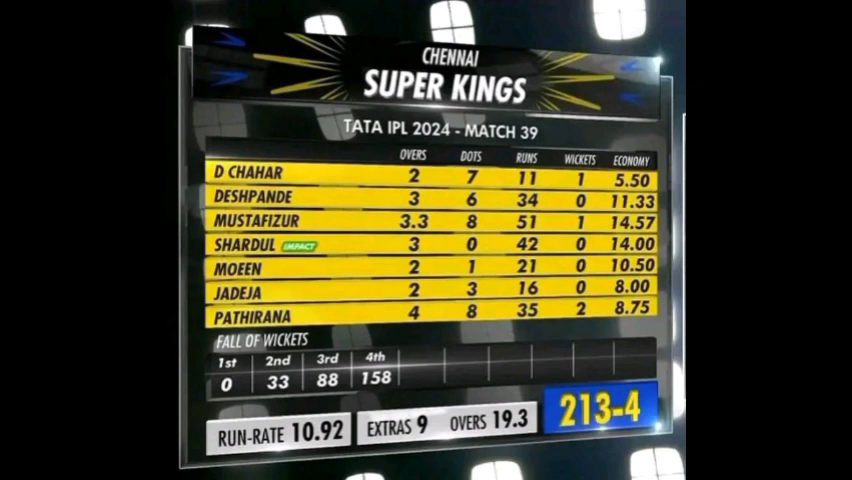 CHENNAI
SUPER KINGS
TATA IPL 2024 - MATCH 39
OVERS DOTS RUNS WICKETS ECONOMY
D CHAHAR 2 7 11 1 5.50
DESHPANDE 3 6 34 0 11.33
MUSTAFIZUR 3.3 8 51 1 14.57
SHARDUL IMPACT 3 0 42 0 14.00
MOEEN 2 1 21 0 10.50
JADEJA 2 3 16 0 8.00
PATHIRANA 4 8 35 2 8.75
FALL OF WICKETS
1st 2nd 3rd 4th
0 33 88 158
RUN-RATE 10.92 EXTRAS 9 OVERS 19.3 213-4